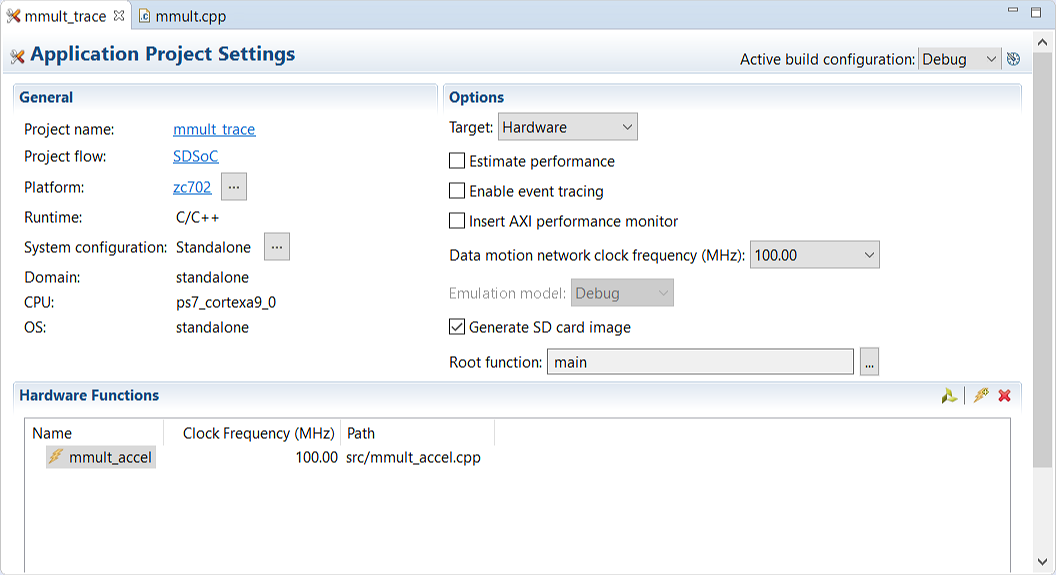 mmult_trace
mmult.cpp
Application Project Settings
Active build configuration: Debug
General
Project name: mmult_trace
Project flow: SDSoC
Platform: zc702 ...
Runtime: C/C++
System configuration: Standalone ...
Domain: standalone
CPU: ps7_cortexa9_0
OS: standalone
Options
Target: Hardware
Estimate performance
Enable event tracing
Insert AXI performance monitor
Data motion network clock frequency (MHz): 100.00
Emulation model: Debug
Generate SD card image
Root function: main ...
Hardware Functions
Name Clock Frequency (MHz) Path
mmult_accel 100.00 src/mmult_accel.cpp